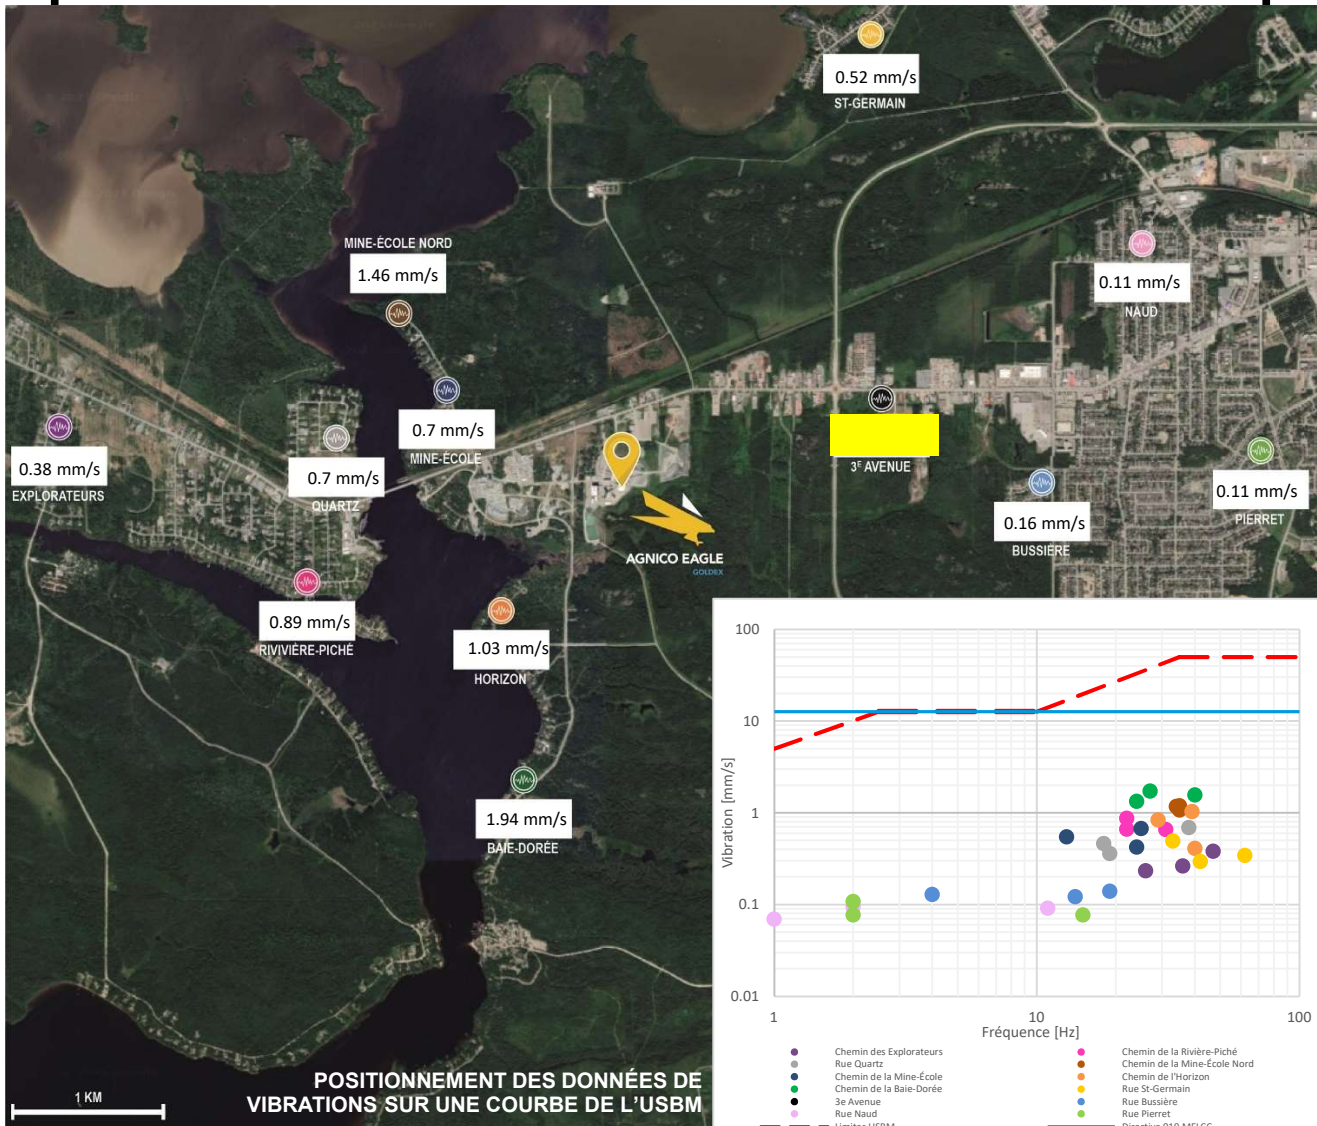 0.52 mm/s
ST-GERMAIN
MINE-ÉCOLE NORD
1.46 mm/s
0.11 mm/s
NAUD
0.7 mm/s
MINE-ÉCOLE
0.38 mm/s
EXPLORATEURS
0.7 mm/s
QUARTZ
3E AVENUE
0.11 mm/s
PIERRET
0.16 mm/s
BUSSIÈRE
AGNICO EAGLE
GOLDEX
0.89 mm/s
RIVIVIÈRE-PICHÉ
1.03 mm/s
HORIZON
1.94 mm/s
BAIE-DORÉE
100
10
1
0.1
0.01
Vibration [mm/s]
1
10
100
Fréquence [Hz]
Chemin des Explorateurs
Chemin de la Rivière-Piché
Rue Quartz
Chemin de la Mine-École Nord
Chemin de la Mine-École
Chemin de l'Horizon
Chemin de la Baie-Dorée
Rue St-Germain
3e Avenue
Rue Bussière
Rue Naud
Rue Pierret
Limites USBM
Directive 019 MELCC
POSITIONNEMENT DES DONNÉES DE
VIBRATIONS SUR UNE COURBE DE L'USBM
1 KM